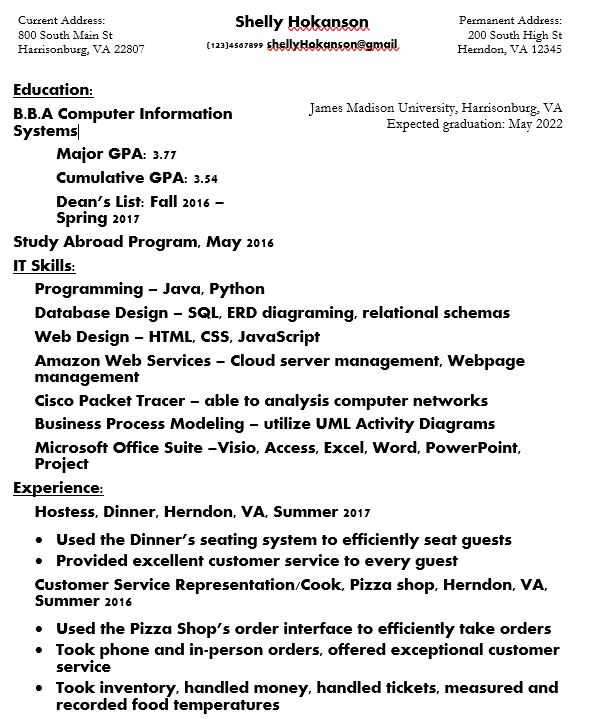 Current Address:
800 South Main St
Harrisonburg, VA 22807
Shelly Hokanson
(123)4567899 shellyHokanson@gmail
Permanent Address:
200 South High St
Herndon, VA 12345
Education:
B.B.A Computer Information
Systems
James Madison University, Harrisonburg, VA
Expected graduation: May 2022
Major GPA: 3.77
Cumulative GPA: 3.54
Dean’s List: Fall 2016 –
Spring 2017
Study Abroad Program, May 2016
IT Skills:
Programming – Java, Python
Database Design – SQL, ERD diagraming, relational schemas
Web Design – HTML, CSS, JavaScript
Amazon Web Services – Cloud server management, Webpage
management
Cisco Packet Tracer – able to analysis computer networks
Business Process Modeling – utilize UML Activity Diagrams
Microsoft Office Suite –Visio, Access, Excel, Word, PowerPoint,
Project
Experience:
Hostess, Dinner, Herndon, VA, Summer 2017
• Used the Dinner’s seating system to efficiently seat guests
• Provided excellent customer service to every guest
Customer Service Representation/Cook, Pizza shop, Herndon, VA,
Summer 2016
• Used the Pizza Shop’s order interface to efficiently take orders
• Took phone and in-person orders, offered exceptional customer
service
• Took inventory, handled money, handled tickets, measured and
recorded food temperatures